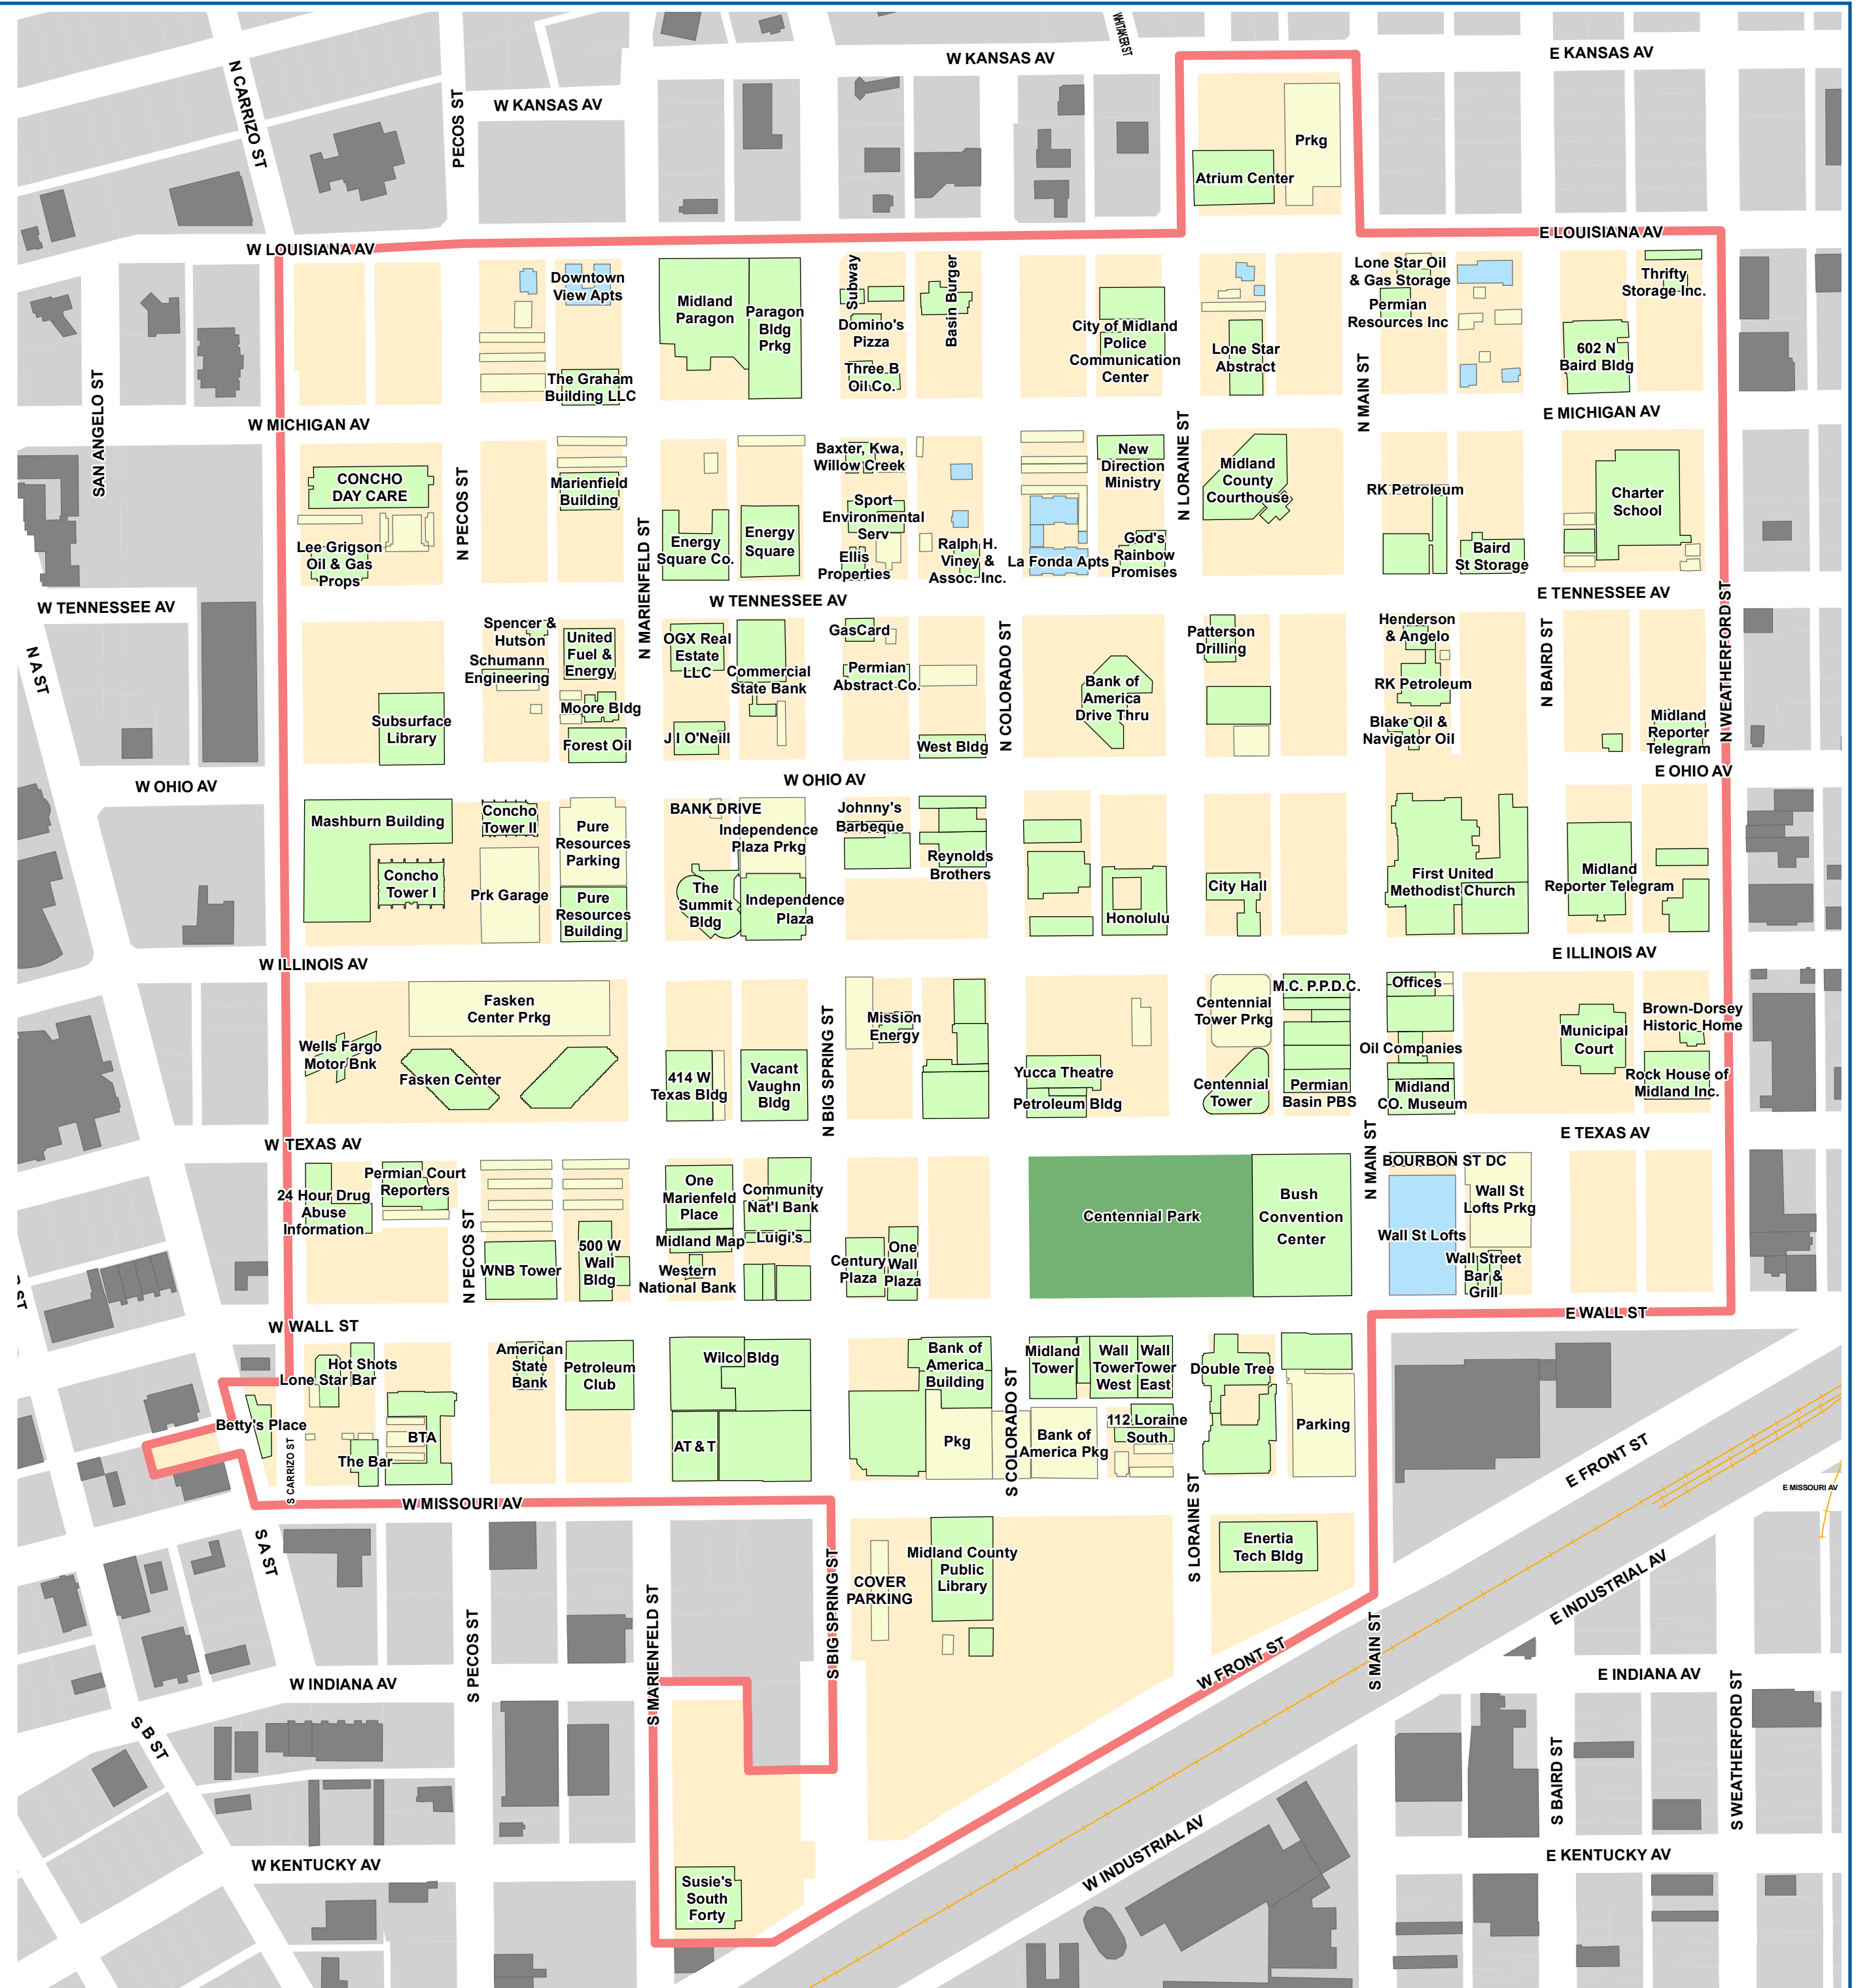 WHITAKER ST
W KANSAS AV
E KANSAS AV
N CARRIZO ST
PECOS ST
W KANSAS AV
Prkg
Atrium Center
W LOUISIANA AV
E LOUISIANA AV
Downtown
View Apts
Midland
Paragon
Paragon
Bldg
Prkg
Subway
Domino's
Pizza
Three B
Oil Co.
Basin Burger
City of Midland
Police
Communication
Center
Lone Star
Abstract
Lone Star Oil
& Gas Storage
Permian
Resources Inc
Thrifty
Storage Inc.
602 N
Baird Bldg
The Graham
Building LLC
SAN ANGELO ST
N MAIN ST
W MICHIGAN AV
E MICHIGAN AV
CONCHO
DAY CARE
Lee Grigson
Oil & Gas
Props
N PECOS ST
Marienfield
Building
N MARIENFELD ST
Energy
Square Co.
Energy
Square
Baxter, Kwa,
Willow Creek
Sport
Environmental
Serv
Ellis
Properties
Ralph H.
Viney &
Assoc. Inc.
La Fonda Apts
New
Direction
Ministry
God's
Rainbow
Promises
N LORAINE ST
Midland
County
Courthouse
RK Petroleum
Baird
St Storage
Charter
School
W TENNESSEE AV
W TENNESSEE AV
E TENNESSEE AV
N WEATHERFORD ST
N A ST
Subsurface
Library
Spencer &
Hutson
Schumann
Engineering
United
Fuel &
Energy
Moore Bldg
Forest Oil
OGX Real
Estate
LLC
Commercial
State Bank
J I O'Neill
GasCard
Permian
Abstract Co.
West Bldg
N COLORADO ST
Bank of
America
Drive Thru
Patterson
Drilling
Henderson
& Angelo
RK Petroleum
Blake Oil &
Navigator Oil
N BAIRD ST
Midland
Reporter
Telegram
W OHIO AV
W OHIO AV
E OHIO AV
Mashburn Building
Concho
Tower I
Concho
Tower II
Prk Garage
Pure
Resources
Parking
Pure
Resources
Building
BANK DRIVE
Independence
Plaza Prkg
The
Summit
Bldg
Independence
Plaza
Johnny's
Barbeque
Reynolds
Brothers
Honolulu
City Hall
First United
Methodist Church
Midland
Reporter Telegram
W ILLINOIS AV
E ILLINOIS AV
Fasken
Center Prkg
Wells Fargo
Motor Bnk
Fasken Center
414 W
Texas Bldg
Vacant
Vaughn
Bldg
N BIG SPRING ST
Mission
Energy
Yucca Theatre
Petroleum Bldg
Centennial
Tower Prkg
Centennial
Tower
M.C. P.P.D.C.
Permian
Basin PBS
Offices
Oil Companies
Midland
CO. Museum
Municipal
Court
Brown-Dorsey
Historic Home
Rock House of
Midland Inc.
W TEXAS AV
E TEXAS AV
24 Hour Drug
Abuse
Information
Permian Court
Reporters
N PECOS ST
WNB Tower
500 W
Wall
Bldg
One
Marienfeld
Place
Midland Map
Western
National Bank
Community
Nat'l Bank
Luigi's
Century
Plaza
One
Wall
Plaza
Centennial Park
Bush
Convention
Center
N MAIN ST
BOURBON ST DC
Wall St
Lofts Prkg
Wall St Lofts
Wall Street
Bar &
Grill
W WALL ST
E WALL ST
Hot Shots
Lone Star Bar
Betty's Place
S CARRIZO ST
The Bar
BTA
American
State
Bank
Petroleum
Club
Wilco Bldg
AT & T
Bank of
America
Building
Pkg
S COLORADO ST
Midland
Tower
Wall
Tower
West
Wall
Tower
East
Bank of
America Pkg
112 Loraine
South
Double Tree
Parking
W MISSOURI AV
E MISSOURI AV
E FRONT ST
S A ST
S BIG SPRING ST
COVER
PARKING
Midland County
Public
Library
S LORAINE ST
Enertia
Tech Bldg
E INDUSTRIAL AV
S PECOS ST
S MARIENFELD ST
W FRONT ST
S MAIN ST
W INDIANA AV
E INDIANA AV
S B ST
S BAIRD ST
S WEATHERFORD ST
W INDUSTRIAL AV
W KENTUCKY AV
E KENTUCKY AV
Susie's
South
Forty